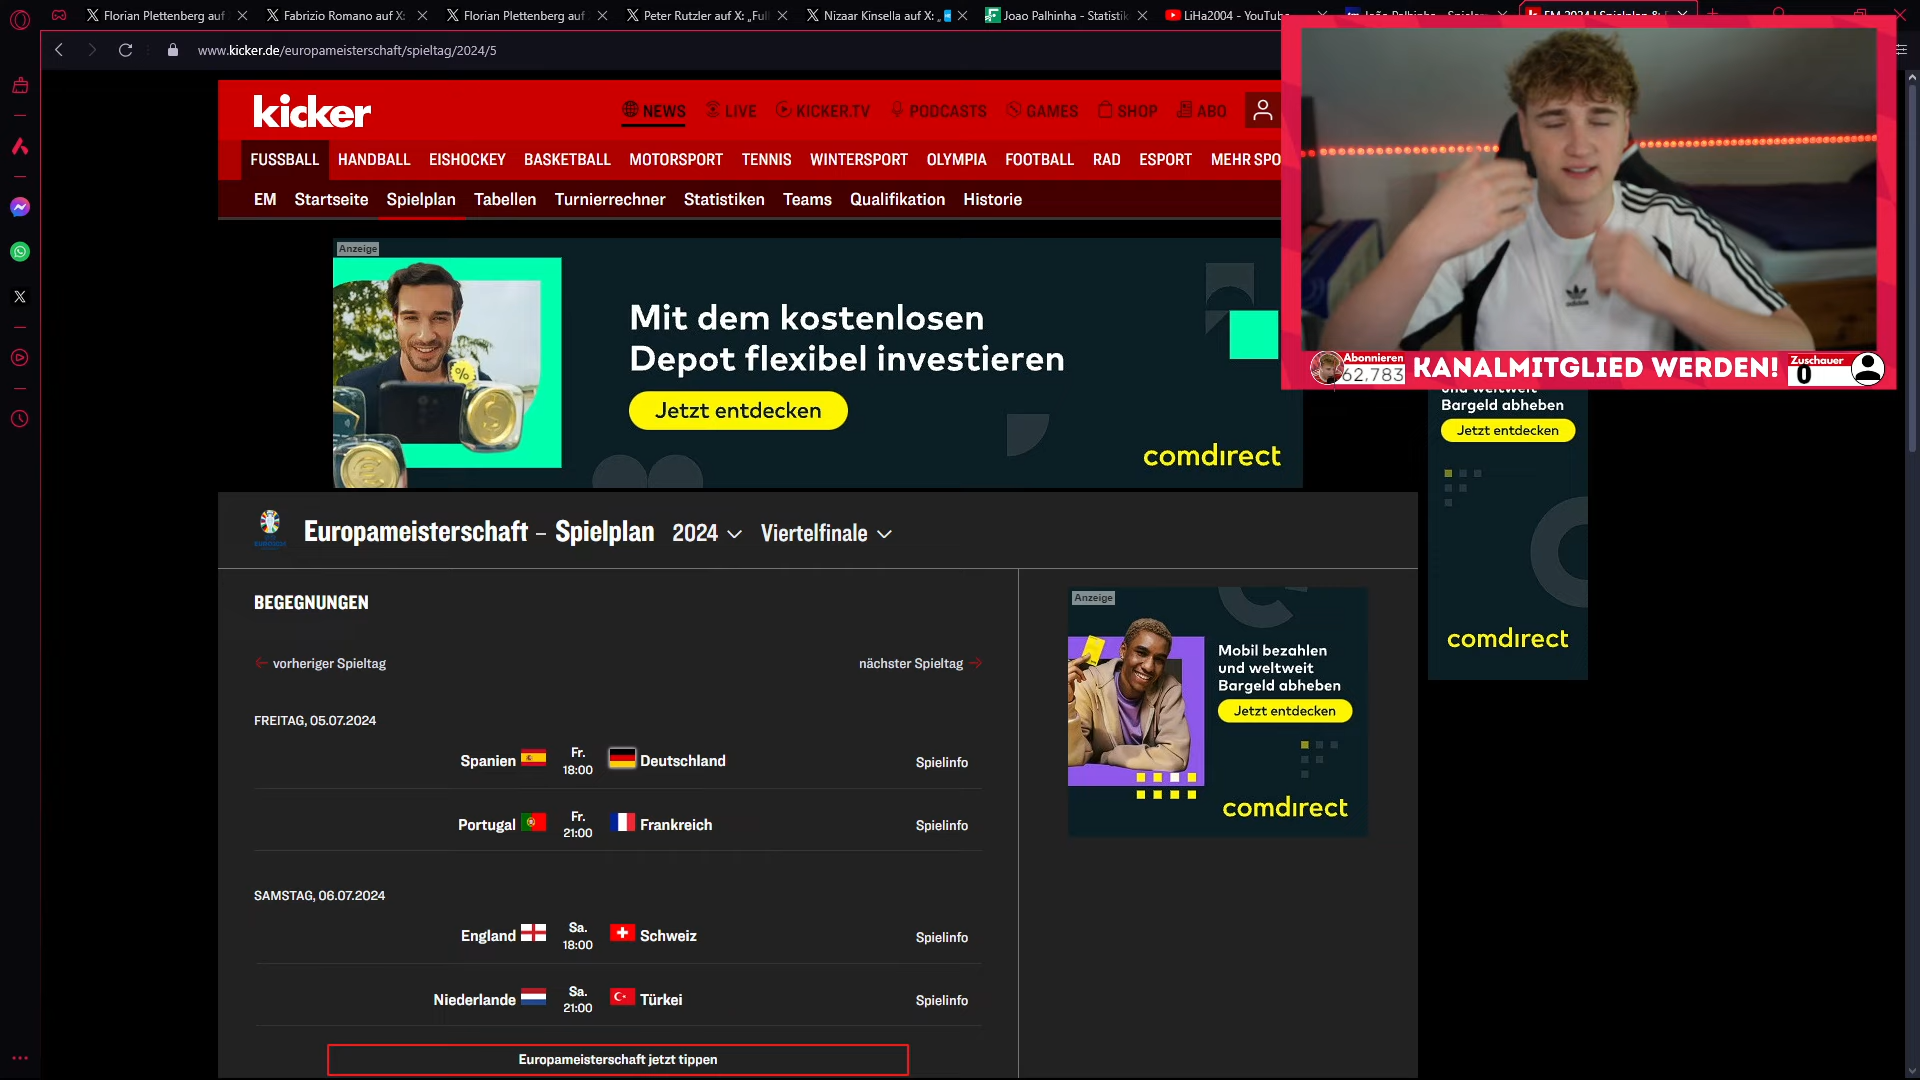 Florian Plettenberg auf
Fabrizio Romano auf X:
Florian Plettenberg auf
Peter Rutzler auf X: „Ful
Nizaar Kinsella auf X: „
Joao Palhinha - Statistik
LiHa2004 - YouTube
www.kicker.de/europameisterschaft/spieltag/2024/5
kicker
NEWS
LIVE
KICKER.TV
PODCASTS
GAMES
SHOP
ABO
FUSSBALL
HANDBALL
EISHOCKEY
BASKETBALL
MOTORSPORT
TENNIS
WINTERSPORT
OLYMPIA
FOOTBALL
RAD
ESPORT
MEHR SPO
EM
Startseite
Spielplan
Tabellen
Turnierrechner
Statistiken
Teams
Qualifikation
Historie
adidas
Abonnieren
62,783
KANALMITGLIED WERDEN!
Zuschauer
0
Anzeige
Mit dem kostenlosen
Depot flexibel investieren
Jetzt entdecken
comdirect
und weltweit
Bargeld abheben
Jetzt entdecken
comdirect
Europameisterschaft – Spielplan
2024
Viertelfinale
BEGEGNUNGEN
vorheriger Spieltag
nächster Spieltag
FREITAG, 05.07.2024
Spanien Fr. 18:00 Deutschland Spielinfo
Portugal Fr. 21:00 Frankreich Spielinfo
SAMSTAG, 06.07.2024
England Sa. 18:00 Schweiz Spielinfo
Niederlande Sa. 21:00 Türkei Spielinfo
Europameisterschaft jetzt tippen
Anzeige
Mobil bezahlen
und weltweit
Bargeld abheben
Jetzt entdecken
comdirect